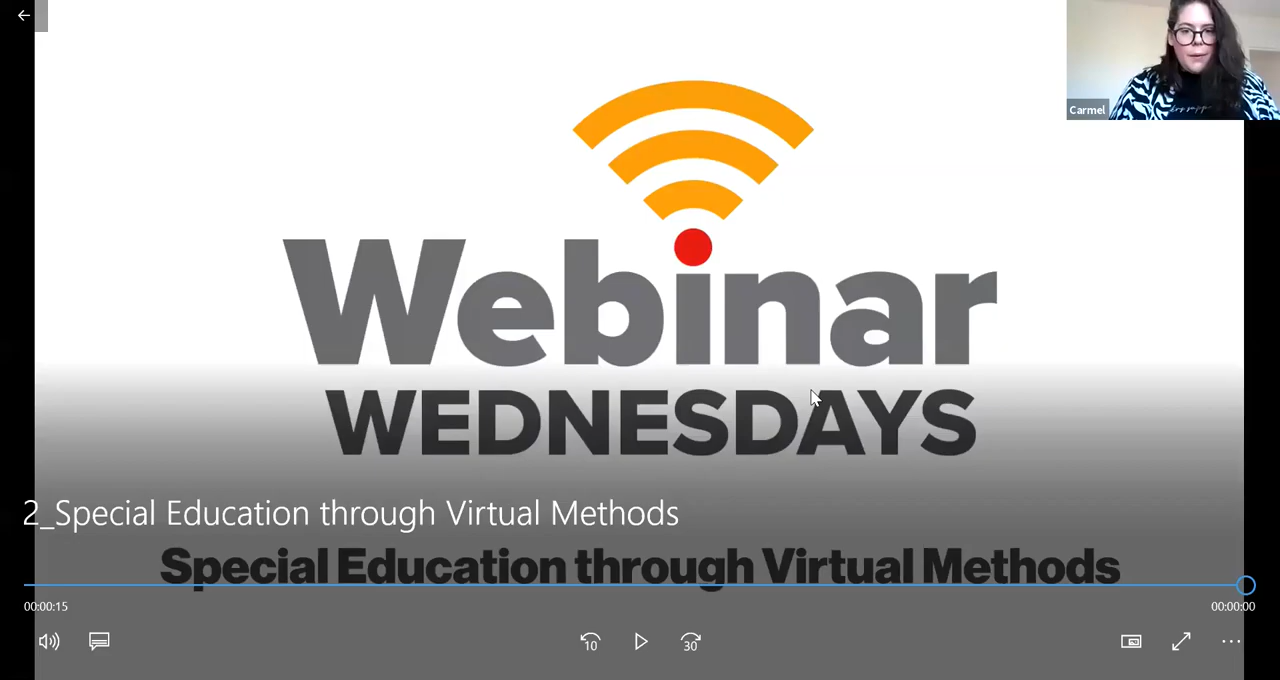 Carmel
Webinar
WEDNESDAYS
2_Special Education through Virtual Methods
Special Education through Virtual Methods
00:00:15
00:00:00
10
30